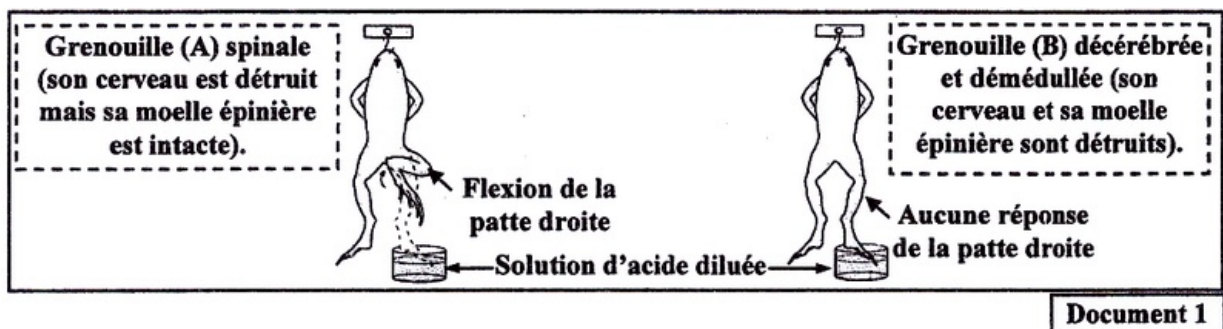 Grenouille (A) spinale
(son cerveau est détruit
mais sa moelle épinière
est intacte).
Flexion de la
patte droite
Solution d'acide diluée
Grenouille (B) décérébrée
et démédullée (son
cerveau et sa moelle
épinière sont détruits).
Aucune réponse
de la patte droite
Document 1